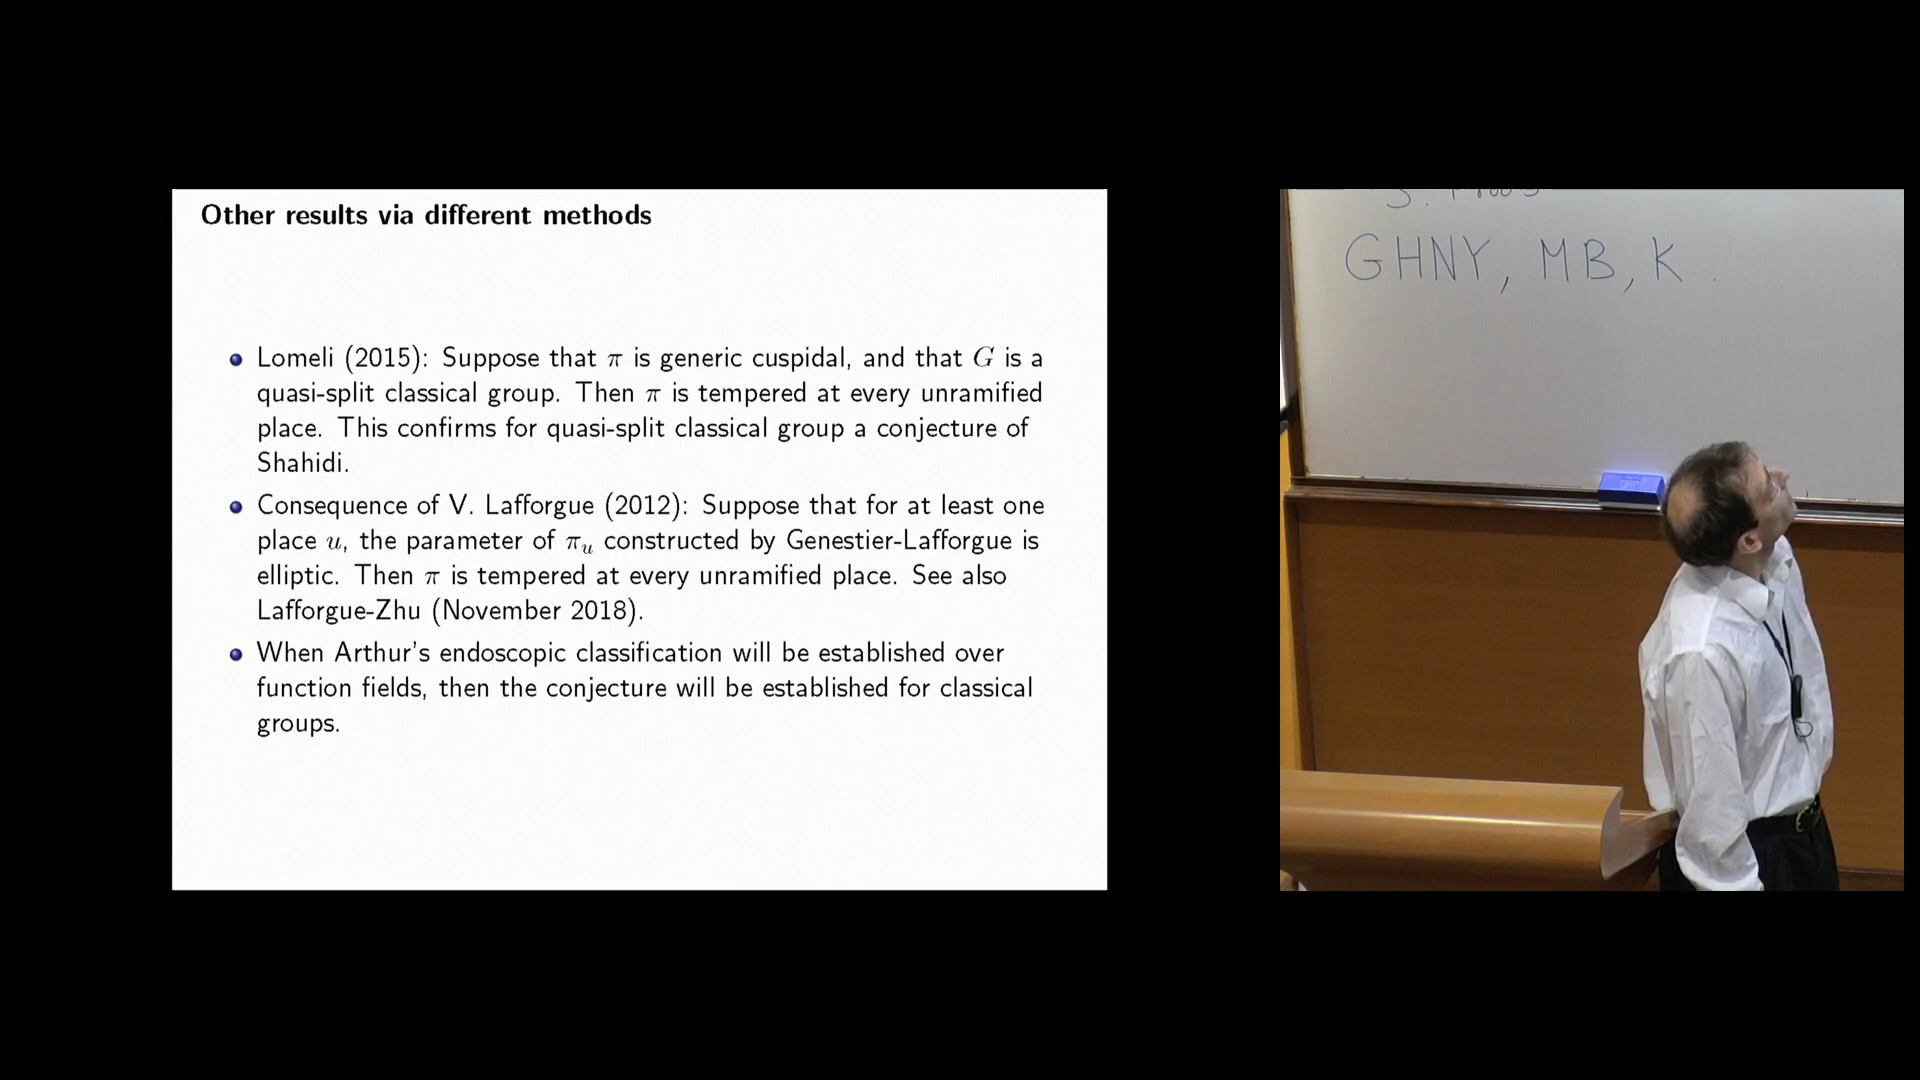 Other results via different methods
Lomeli (2015): Suppose that π is generic cuspidal, and that G is a
quasi-split classical group. Then π is tempered at every unramified
place. This confirms for quasi-split classical group a conjecture of
Shahidi.
Consequence of V. Lafforgue (2012): Suppose that for at least one
place u, the parameter of π_u constructed by Genestier-Lafforgue is
elliptic. Then π is tempered at every unramified place. See also
Lafforgue-Zhu (November 2018).
When Arthur's endoscopic classification will be established over
function fields, then the conjecture will be established for classical
groups.
GHNY, MB, K.